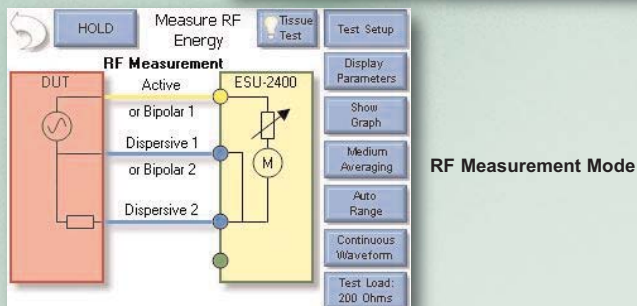 HOLD
Measure RF
Energy
Tissue
Test
Test Setup
RF Measurement
DUT
Active
or Bipolar 1
Dispersive 1
or Bipolar 2
Dispersive 2
ESU-2400
M
Display
Parameters
Show
Graph
Medium
Averaging
Auto
Range
Continuous
Waveform
Test Load:
200 Ohms
RF Measurement Mode